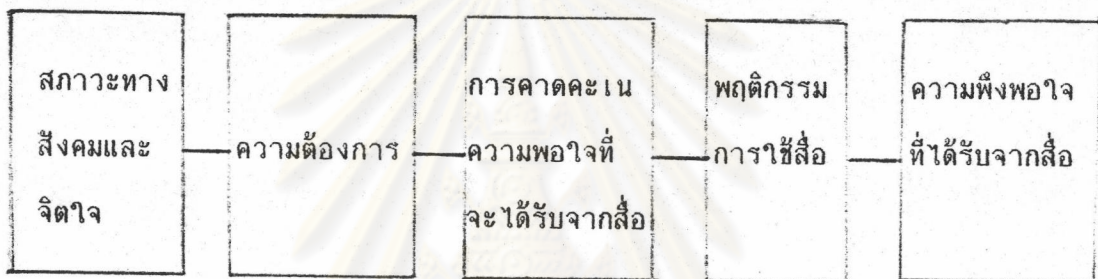 สภาวะทาง
สังคมและ
จิตใจ
ความต้องการ
การคาดคะเน
ความพอใจที่
จะได้รับจากสื่อ
พฤติกรรม
การใช้สื่อ
ความพึงพอใจ
ที่ได้รับจากสื่อ